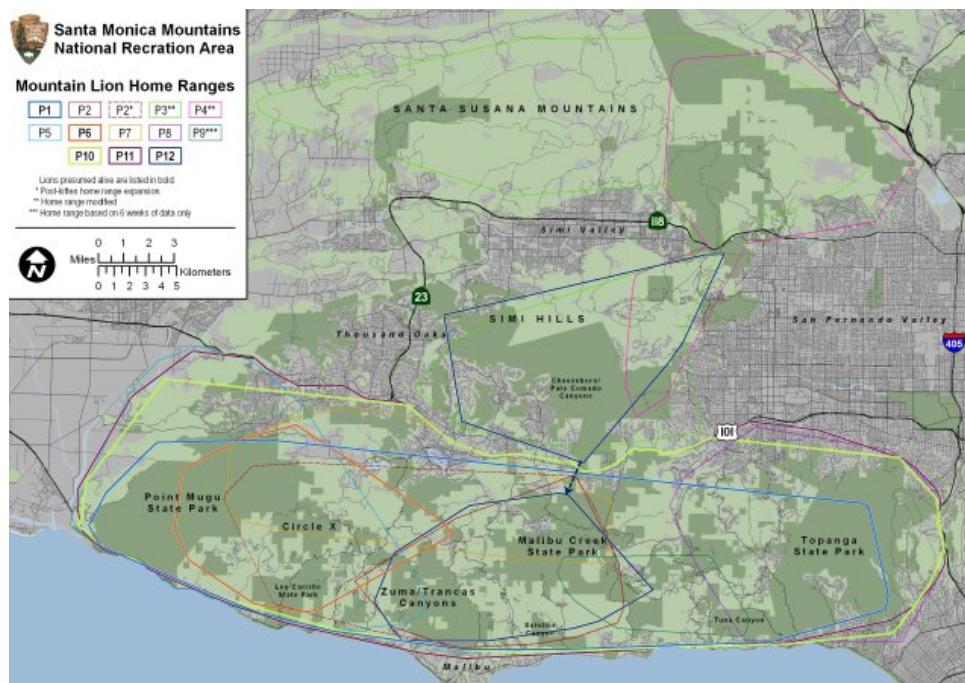 Santa Monica Mountains
National Recration Area
Mountain Lion Home Ranges
P1 P2 P2* P3** P4**
P5 P6 P7 P8 P9***
P10 P11 P12
Lions presumed alive are listed in bold.
* Post-kitten home range expansion
** Home range modified
*** Home range based on 6 weeks of data only
N
0 1 2 3
Miles
Kilometers
0 1 2 3 4 5
SANTA SUSANA MOUNTAINS
118
Simi Valley
23
SIMI HILLS
Thousand Oaks
San Fernando Valley
405
Cheeseboro/
Palo Comado
Canyons
101
Point Mugu
State Park
Circle X
Malibu Creek
State Park
Topanga
State Park
Leo Carrillo
State Park
Zuma/Trancas
Canyons
Solstice
Canyon
Tuna Canyon
Malibu